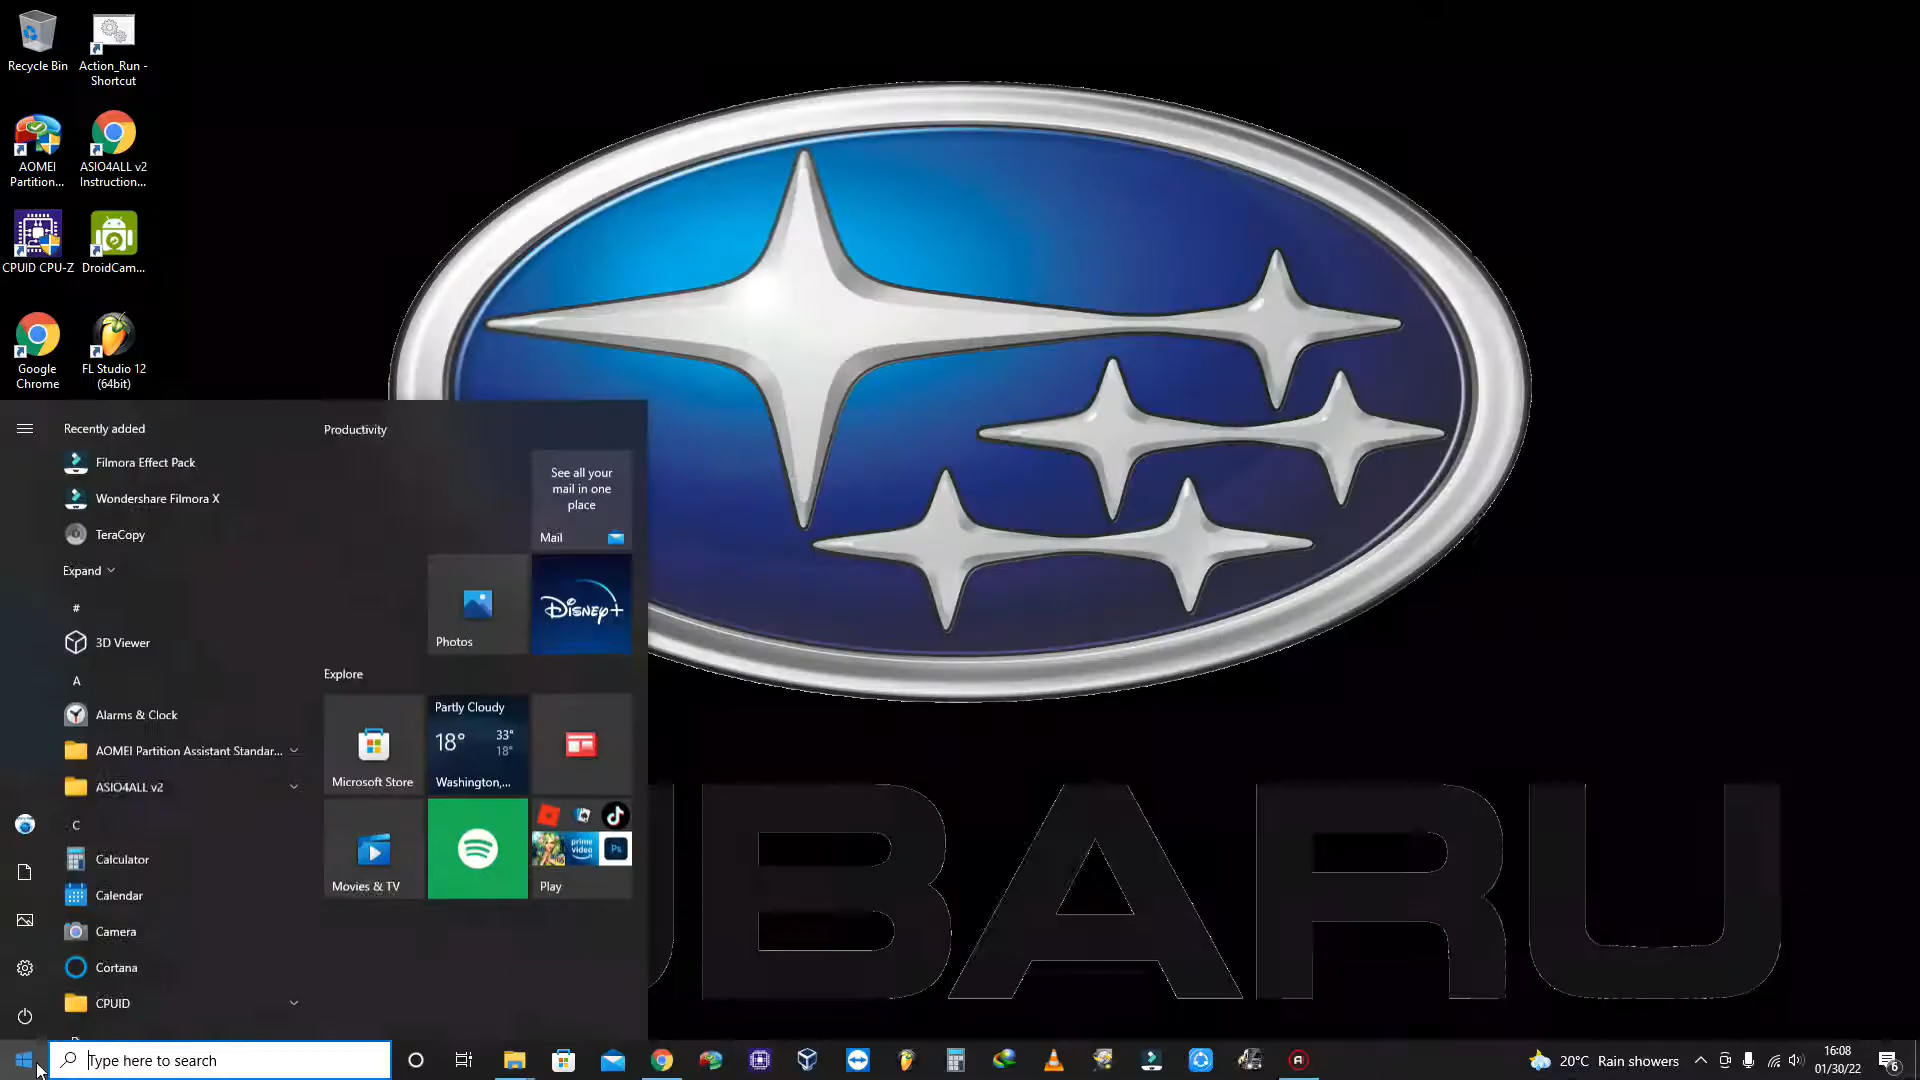 Recycle Bin
Action_Run -
Shortcut
AOMEI
Partition...
ASIO4ALL v2
Instruction...
CPUID CPU-Z
DroidCam...
Google
Chrome
FL Studio 12
(64bit)
Recently added
Filmora Effect Pack
Wondershare Filmora X
TeraCopy
Expand
#
3D Viewer
A
Alarms & Clock
AOMEI Partition Assistant Standar...
ASIO4ALL v2
C
Calculator
Calendar
Camera
Cortana
CPUID
Productivity
See all your
mail in one
place
Mail
Photos
Disney+
Explore
Microsoft Store
Partly Cloudy
18° 33°
18°
Washington,...
Movies & TV
prime
video
Ps
Play
UBARU
Type here to search
20°C Rain showers
16:08
01/30/22
6